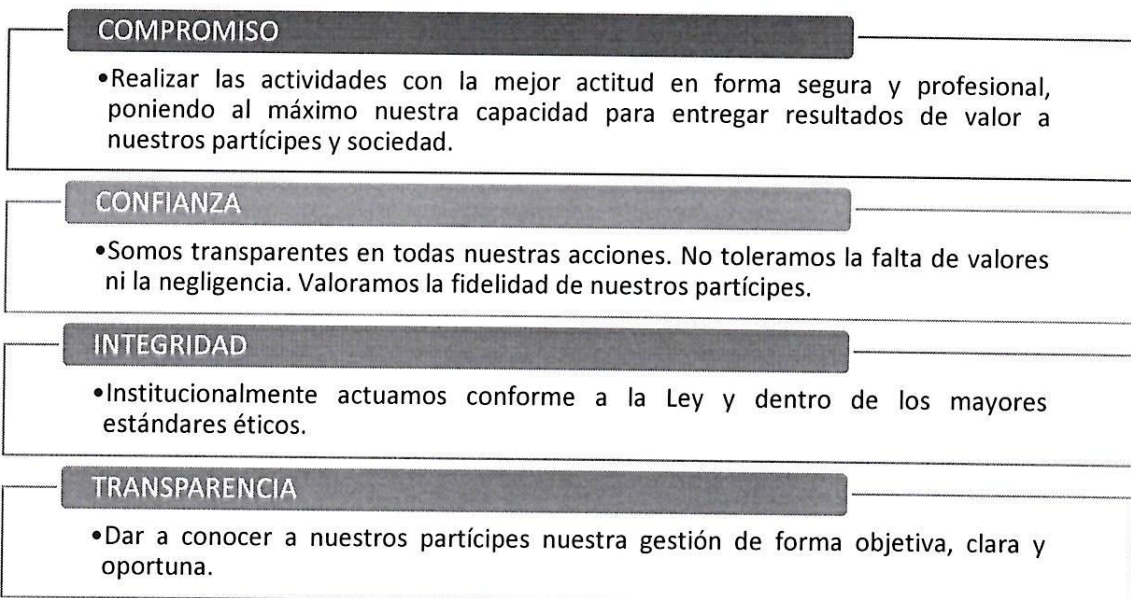 COMPROMISO
•Realizar las actividades con la mejor actitud en forma segura y profesional,
poniendo al máximo nuestra capacidad para entregar resultados de valor a
nuestros partícipes y sociedad.
CONFIANZA
•Somos transparentes en todas nuestras acciones. No toleramos la falta de valores
ni la negligencia. Valoramos la fidelidad de nuestros partícipes.
INTEGRIDAD
•Institucionalmente actuamos conforme a la Ley y dentro de los mayores
estándares éticos.
TRANSPARENCIA
•Dar a conocer a nuestros partícipes nuestra gestión de forma objetiva, clara y
oportuna.